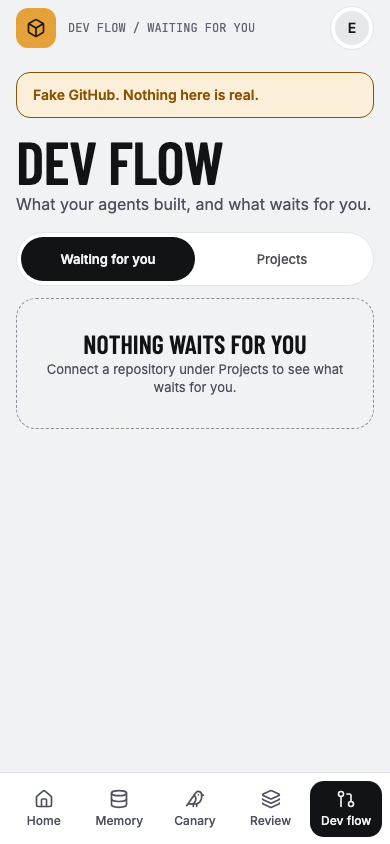 DEV FLOW / WAITING FOR YOU
E
Fake GitHub. Nothing here is real.
DEV FLOW
What your agents built, and what waits for you.
Waiting for you
Projects
NOTHING WAITS FOR YOU
Connect a repository under Projects to see what
waits for you.
Home
Memory
Canary
Review
Dev flow